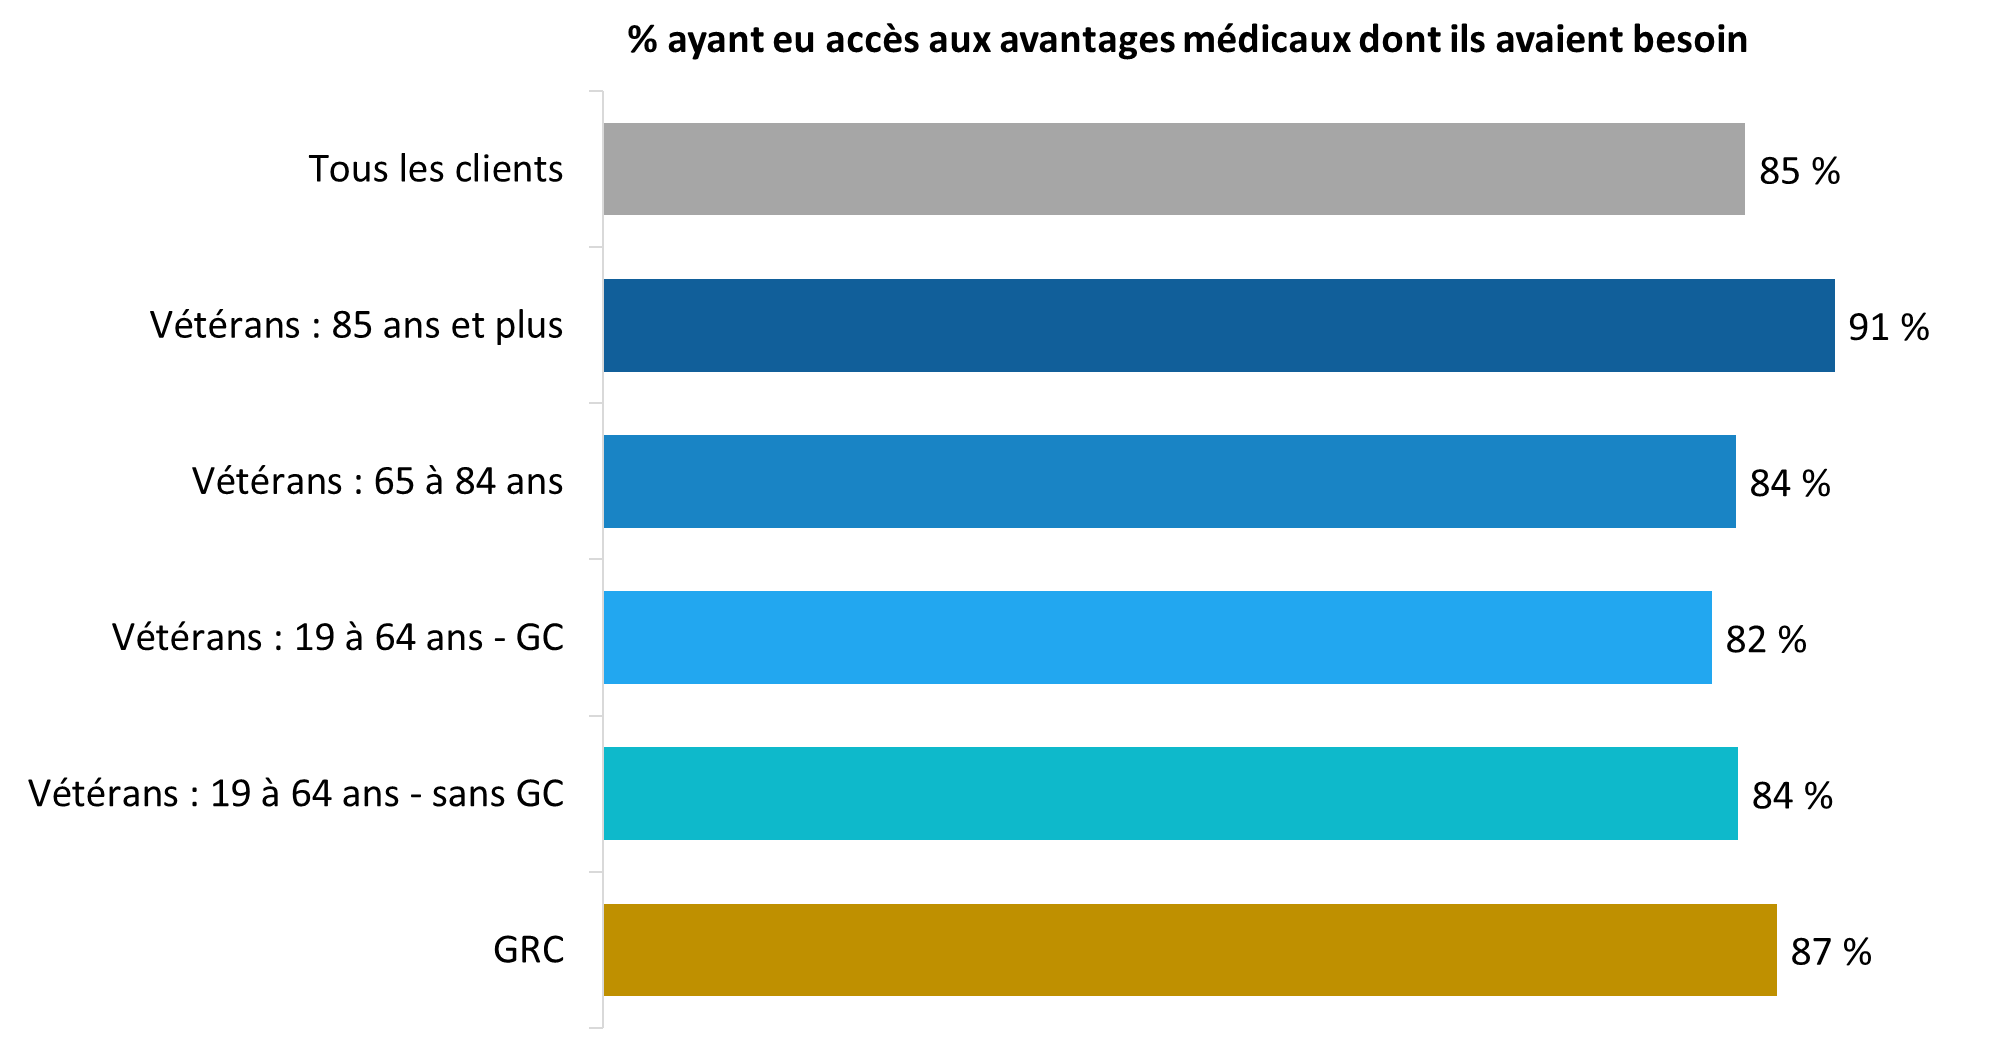 % ayant eu accès aux avantages médicaux dont ils avaient besoin
Tous les clients 85 %
Vétérans : 85 ans et plus 91 %
Vétérans : 65 à 84 ans 84 %
Vétérans : 19 à 64 ans - GC 82 %
Vétérans : 19 à 64 ans - sans GC 84 %
GRC 87 %